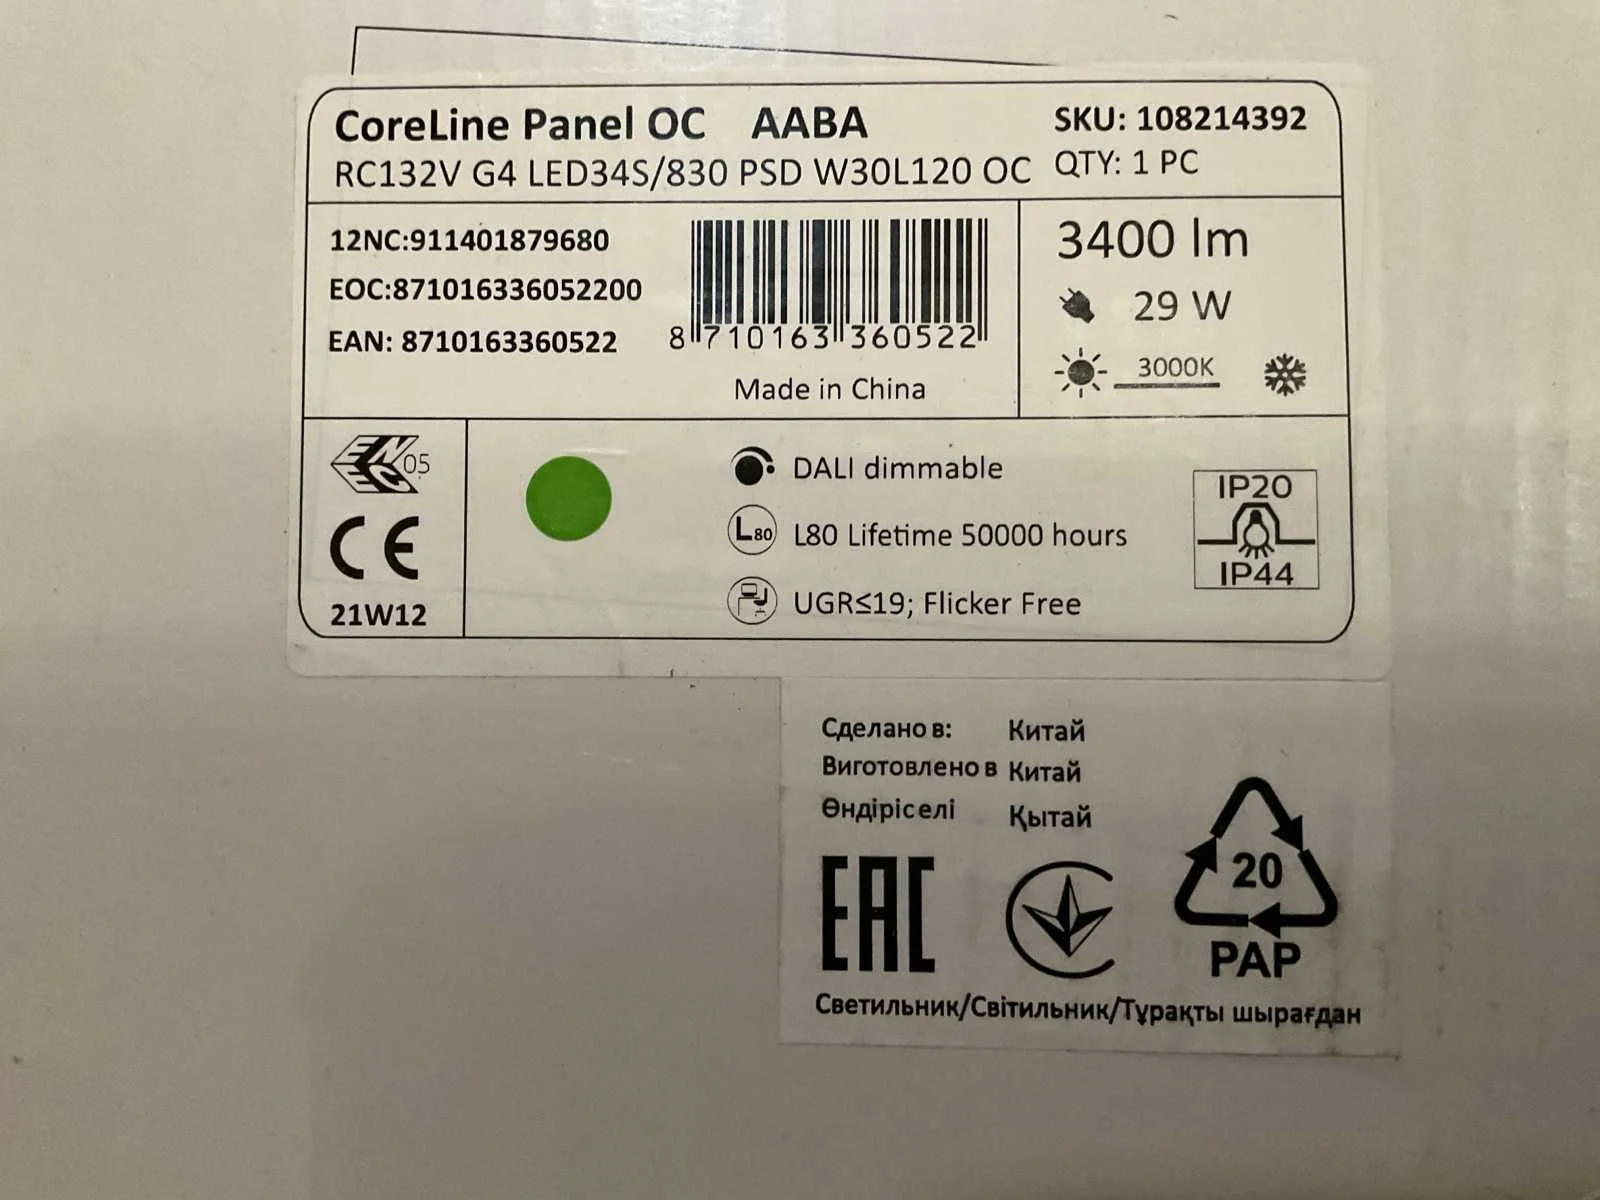 CoreLine Panel OC AABA
SKU: 108214392
RC132V G4 LED34S/830 PSD W30L120 OC
QTY: 1 PC
12NC:911401879680
EOC:871016336052200
EAN: 8710163360522
8 710163 360522
Made in China
3400 lm
29 W
3000K
ENEC 05
CE
21W12
DALI dimmable
L80 L80 Lifetime 50000 hours
UGR≤19; Flicker Free
IP20
IP44
Сделано в: Китай
Виготовлено в Китай
Өндіріс елі Қытай
EAC
20
PAP
Светильник/Світильник/Тұрақты шырағдан